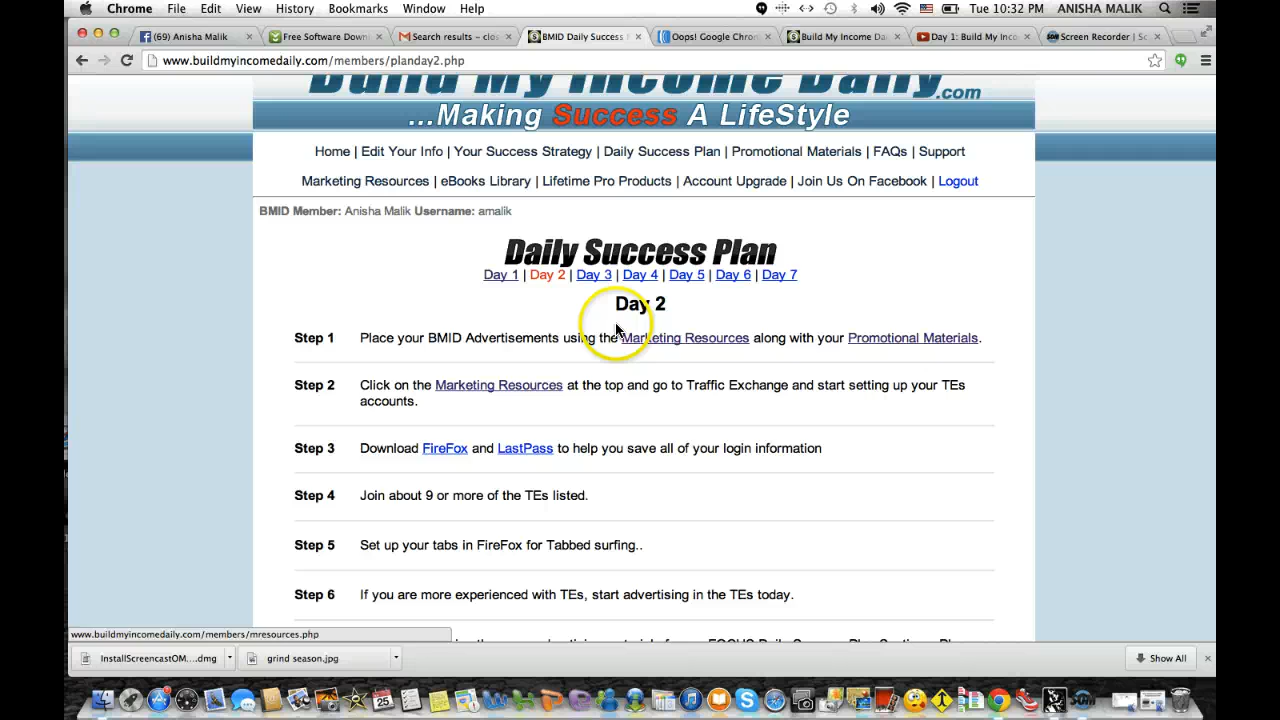 Chrome File Edit View History Bookmarks Window Help Tue 10:32 PM ANISHA MALIK
(69) Anisha Malik Free Software Down Search results – clos BMID Daily Success Oops! Google Chrom Build My Income Da Day 1: Build My Inco Screen Recorder | Sc
www.buildmyincomedaily.com/members/planday2.php
Build My Income Daily.com
...Making Success A LifeStyle
Home | Edit Your Info | Your Success Strategy | Daily Success Plan | Promotional Materials | FAQs | Support
Marketing Resources | eBooks Library | Lifetime Pro Products | Account Upgrade | Join Us On Facebook | Logout
BMID Member: Anisha Malik Username: amalik
Daily Success Plan
Day 1 | Day 2 | Day 3 | Day 4 | Day 5 | Day 6 | Day 7
Day 2
Step 1 Place your BMID Advertisements using the Marketing Resources along with your Promotional Materials.
Step 2 Click on the Marketing Resources at the top and go to Traffic Exchange and start setting up your TEs
accounts.
Step 3 Download FireFox and LastPass to help you save all of your login information
Step 4 Join about 9 or more of the TEs listed.
Step 5 Set up your tabs in FireFox for Tabbed surfing..
Step 6 If you are more experienced with TEs, start advertising in the TEs today.
www.buildmyincomedaily.com/members/mresources.php
InstallScreencastOM....dmg grind season.jpg Show All